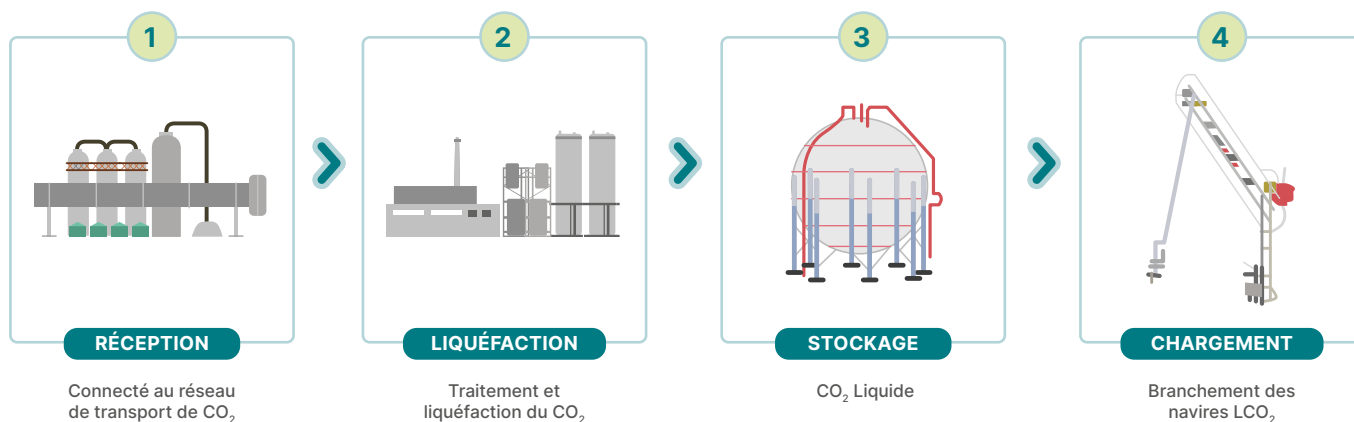 1
RÉCEPTION
Connecté au réseau
de transport de CO₂
2
LIQUÉFACTION
Traitement et
liquéfaction du CO₂
3
STOCKAGE
CO₂ Liquide
4
CHARGEMENT
Branchement des
navires LCO₂